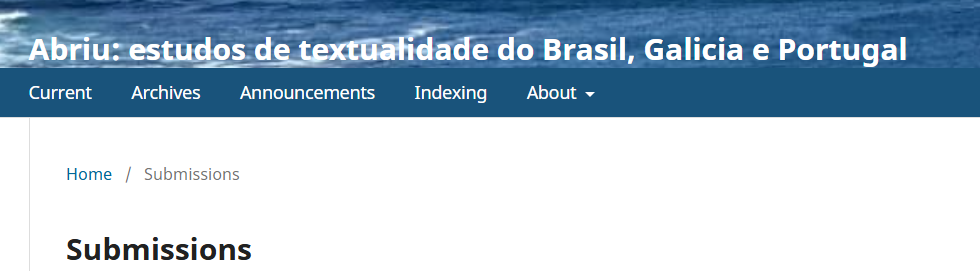 Abriu: estudos de textualidade do Brasil, Galicia e Portugal
Current Archives Announcements Indexing About
Home / Submissions
Submissions